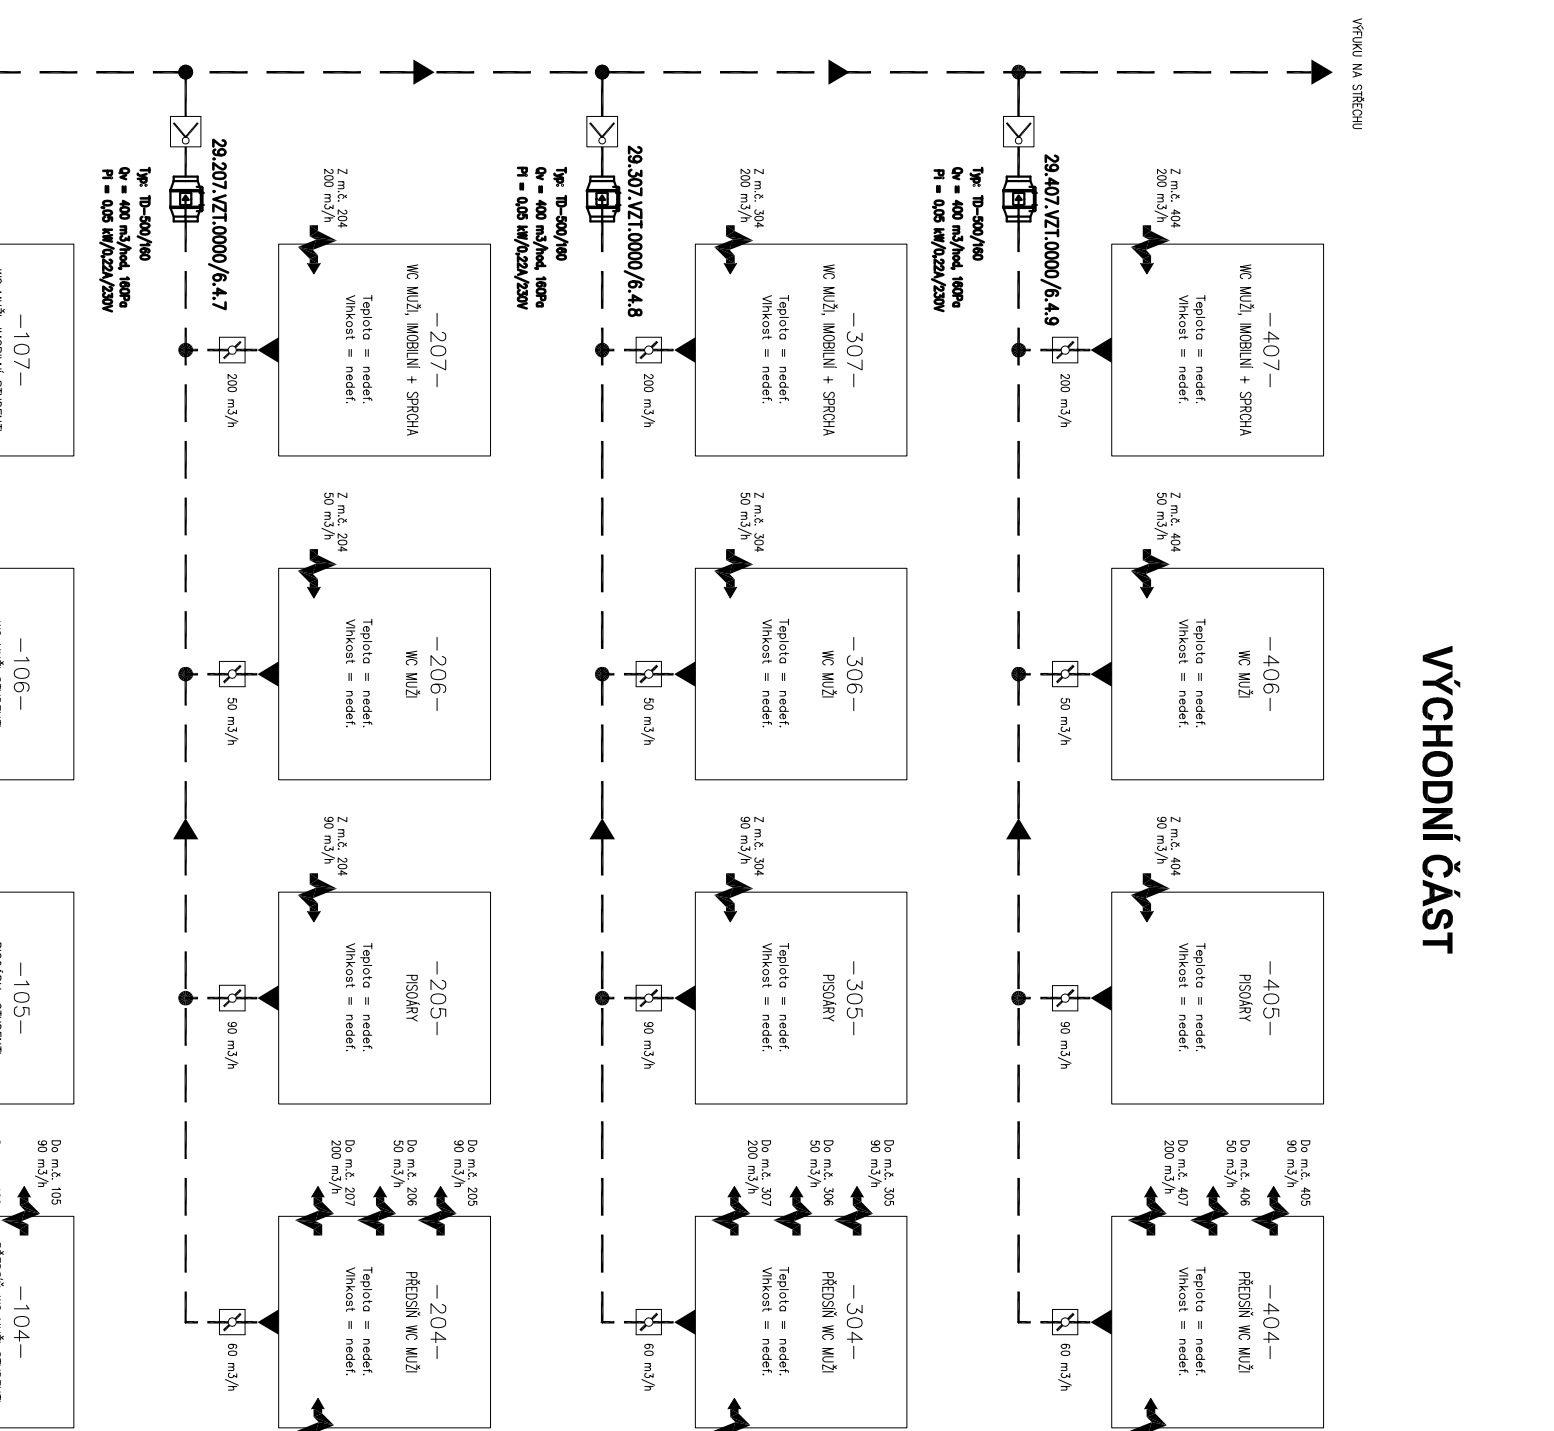 VÝCHODNÍ ČÁST
VÝFUKU NA STŘECHU
29.407.VZT.0000/6.4.9
Typ: TD-500/160
Qv = 400 m3/hod, 160Pa
Pi = 0,05 kW/0,22A/230V
Z m.č. 404
200 m3/h
-407-
WC MUŽI, IMOBILNÍ + SPRCHA
Teplota = nedef.
Vlhkost = nedef.
200 m3/h
Z m.č. 404
50 m3/h
-406-
WC MUŽI
Teplota = nedef.
Vlhkost = nedef.
50 m3/h
Z m.č. 404
90 m3/h
-405-
PISOÁRY
Teplota = nedef.
Vlhkost = nedef.
90 m3/h
Do m.č. 405
90 m3/h
Do m.č. 406
50 m3/h
Do m.č. 407
200 m3/h
-404-
PŘEDSÍŇ WC MUŽI
Teplota = nedef.
Vlhkost = nedef.
60 m3/h
29.307.VZT.0000/6.4.8
Typ: TD-500/160
Qv = 400 m3/hod, 160Pa
Pi = 0,05 kW/0,22A/230V
Z m.č. 304
200 m3/h
-307-
WC MUŽI, IMOBILNÍ + SPRCHA
Teplota = nedef.
Vlhkost = nedef.
200 m3/h
Z m.č. 304
50 m3/h
-306-
WC MUŽI
Teplota = nedef.
Vlhkost = nedef.
50 m3/h
Z m.č. 304
90 m3/h
-305-
PISOÁRY
Teplota = nedef.
Vlhkost = nedef.
90 m3/h
Do m.č. 305
90 m3/h
Do m.č. 306
50 m3/h
Do m.č. 307
200 m3/h
-304-
PŘEDSÍŇ WC MUŽI
Teplota = nedef.
Vlhkost = nedef.
60 m3/h
29.207.VZT.0000/6.4.7
Typ: TD-500/160
Qv = 400 m3/hod, 160Pa
Pi = 0,05 kW/0,22A/230V
Z m.č. 204
200 m3/h
-207-
WC MUŽI, IMOBILNÍ + SPRCHA
Teplota = nedef.
Vlhkost = nedef.
200 m3/h
Z m.č. 204
50 m3/h
-206-
WC MUŽI
Teplota = nedef.
Vlhkost = nedef.
50 m3/h
Z m.č. 204
90 m3/h
-205-
PISOÁRY
Teplota = nedef.
Vlhkost = nedef.
90 m3/h
Do m.č. 205
90 m3/h
Do m.č. 206
50 m3/h
Do m.č. 207
200 m3/h
-204-
PŘEDSÍŇ WC MUŽI
Teplota = nedef.
Vlhkost = nedef.
60 m3/h
-107-
-106-
-105-
Do m.č. 105
90 m3/h
-104-